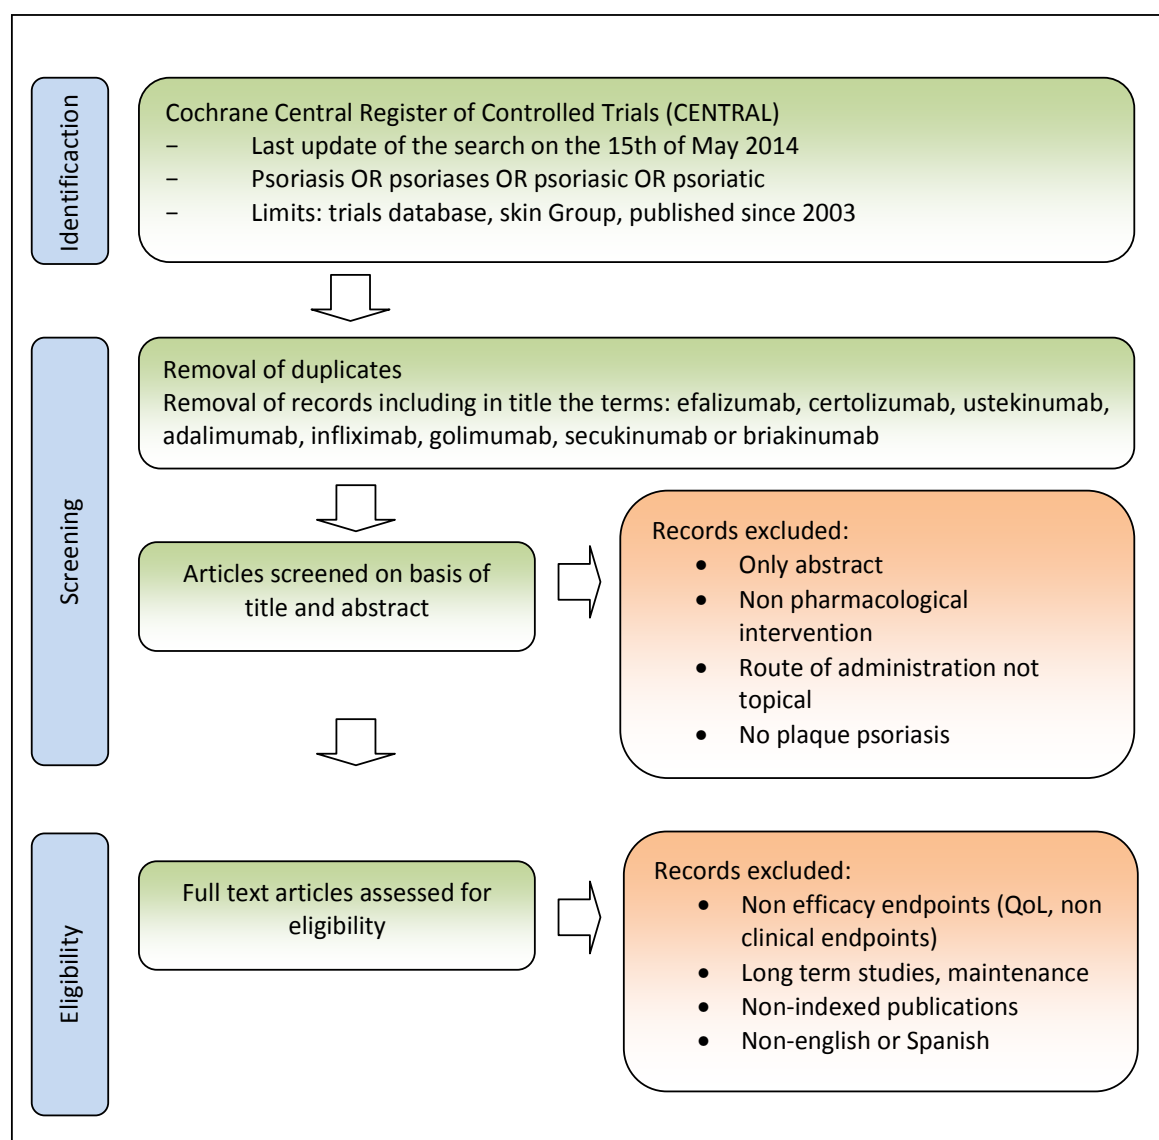 Identificaction
Cochrane Central Register of Controlled Trials (CENTRAL)
− Last update of the search on the 15th of May 2014
− Psoriasis OR psoriases OR psoriasic OR psoriatic
− Limits: trials database, skin Group, published since 2003
Screening
Removal of duplicates
Removal of records including in title the terms: efalizumab, certolizumab, ustekinumab,
adalimumab, infliximab, golimumab, secukinumab or briakinumab
Articles screened on basis of
title and abstract
Records excluded:
• Only abstract
• Non pharmacological
intervention
• Route of administration not
topical
• No plaque psoriasis
Eligibility
Full text articles assessed for
eligibility
Records excluded:
• Non efficacy endpoints (QoL, non
clinical endpoints)
• Long term studies, maintenance
• Non-indexed publications
• Non-english or Spanish